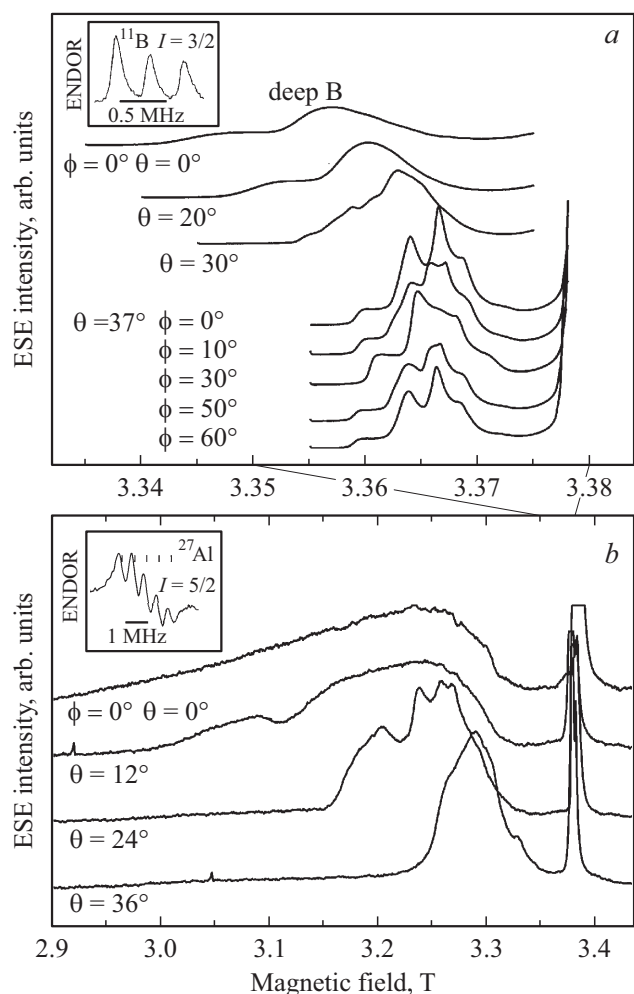 a
ENDOR
¹¹B I = 3/2
0.5 MHz
deep B
ϕ = 0° θ = 0°
θ = 20°
θ = 30°
θ =37° ϕ = 0°
ϕ = 10°
ϕ = 30°
ϕ = 50°
ϕ = 60°
ESE intensity, arb. units
3.34 3.35 3.36 3.37 3.38
b
ENDOR
²⁷Al
I = 5/2
1 MHz
ϕ = 0° θ = 0°
θ = 12°
θ = 24°
θ = 36°
ESE intensity, arb. units
2.9 3.0 3.1 3.2 3.3 3.4
Magnetic field, T